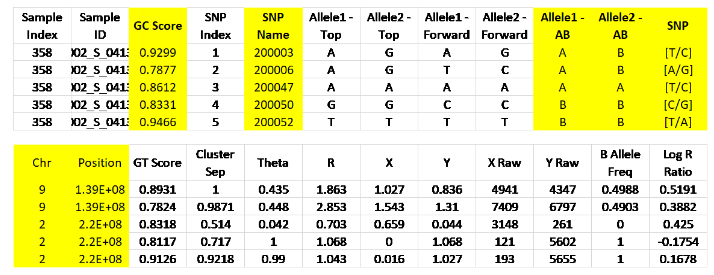 Sample Index Sample ID GC Score SNP Index SNP Name Allele1 - Top Allele2 - Top Allele1 - Forward Allele2 - Forward Allele1 - AB Allele2 - AB SNP
358 02_S_041 0.9299 1 200003 A G A G A B [T/C]
358 02_S_041 0.7877 2 200006 A G T C A B [A/G]
358 02_S_041 0.8612 3 200047 A A A A A A [T/C]
358 02_S_041 0.8331 4 200050 G G C C B B [C/G]
358 02_S_041 0.9466 5 200052 T T T T B B [T/A]
Chr Position GT Score Cluster Sep Theta R X Y X Raw Y Raw B Allele Freq Log R Ratio
9 1.39E+08 0.8931 1 0.435 1.863 1.027 0.836 4941 4347 0.4988 0.5191
9 1.39E+08 0.7824 0.9871 0.448 2.853 1.543 1.31 7409 6797 0.4903 0.3882
2 2.2E+08 0.8318 0.514 0.042 0.703 0.659 0.044 3148 261 0 0.425
2 2.2E+08 0.8117 0.717 1 1.068 0 1.068 121 5602 1 -0.1754
2 2.2E+08 0.9126 0.9218 0.99 1.043 0.016 1.027 193 5655 1 0.1678